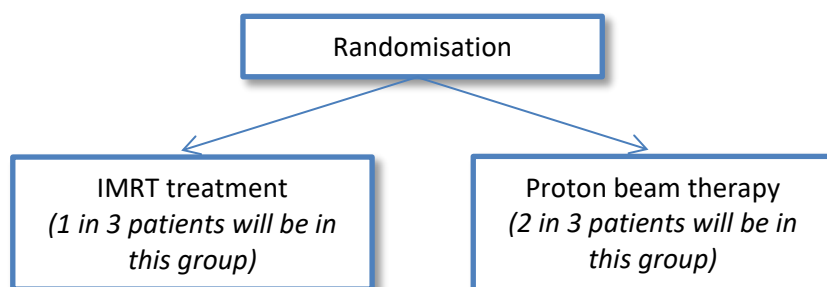 Randomisation
IMRT treatment
(1 in 3 patients will be in
this group)
Proton beam therapy
(2 in 3 patients will be in
this group)